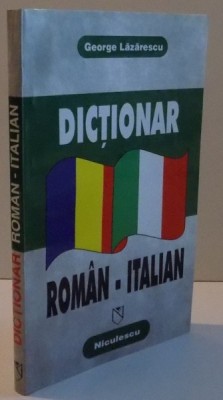 George Lăzărescu
DICȚIONAR
ROMÂN - ITALIAN
Niculescu
DICȚIONAR ROMÂN - ITALIAN